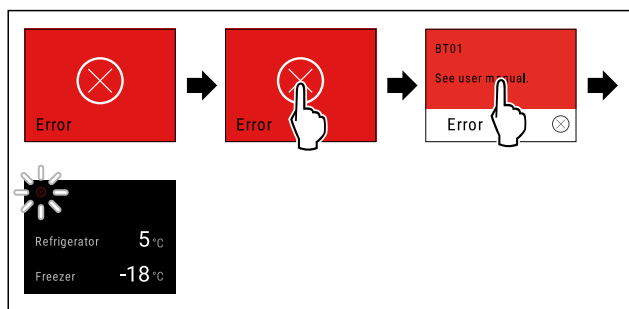 Error
Error
BT01
See user manual.
Error
Refrigerator 5 °C
Freezer -18 °C